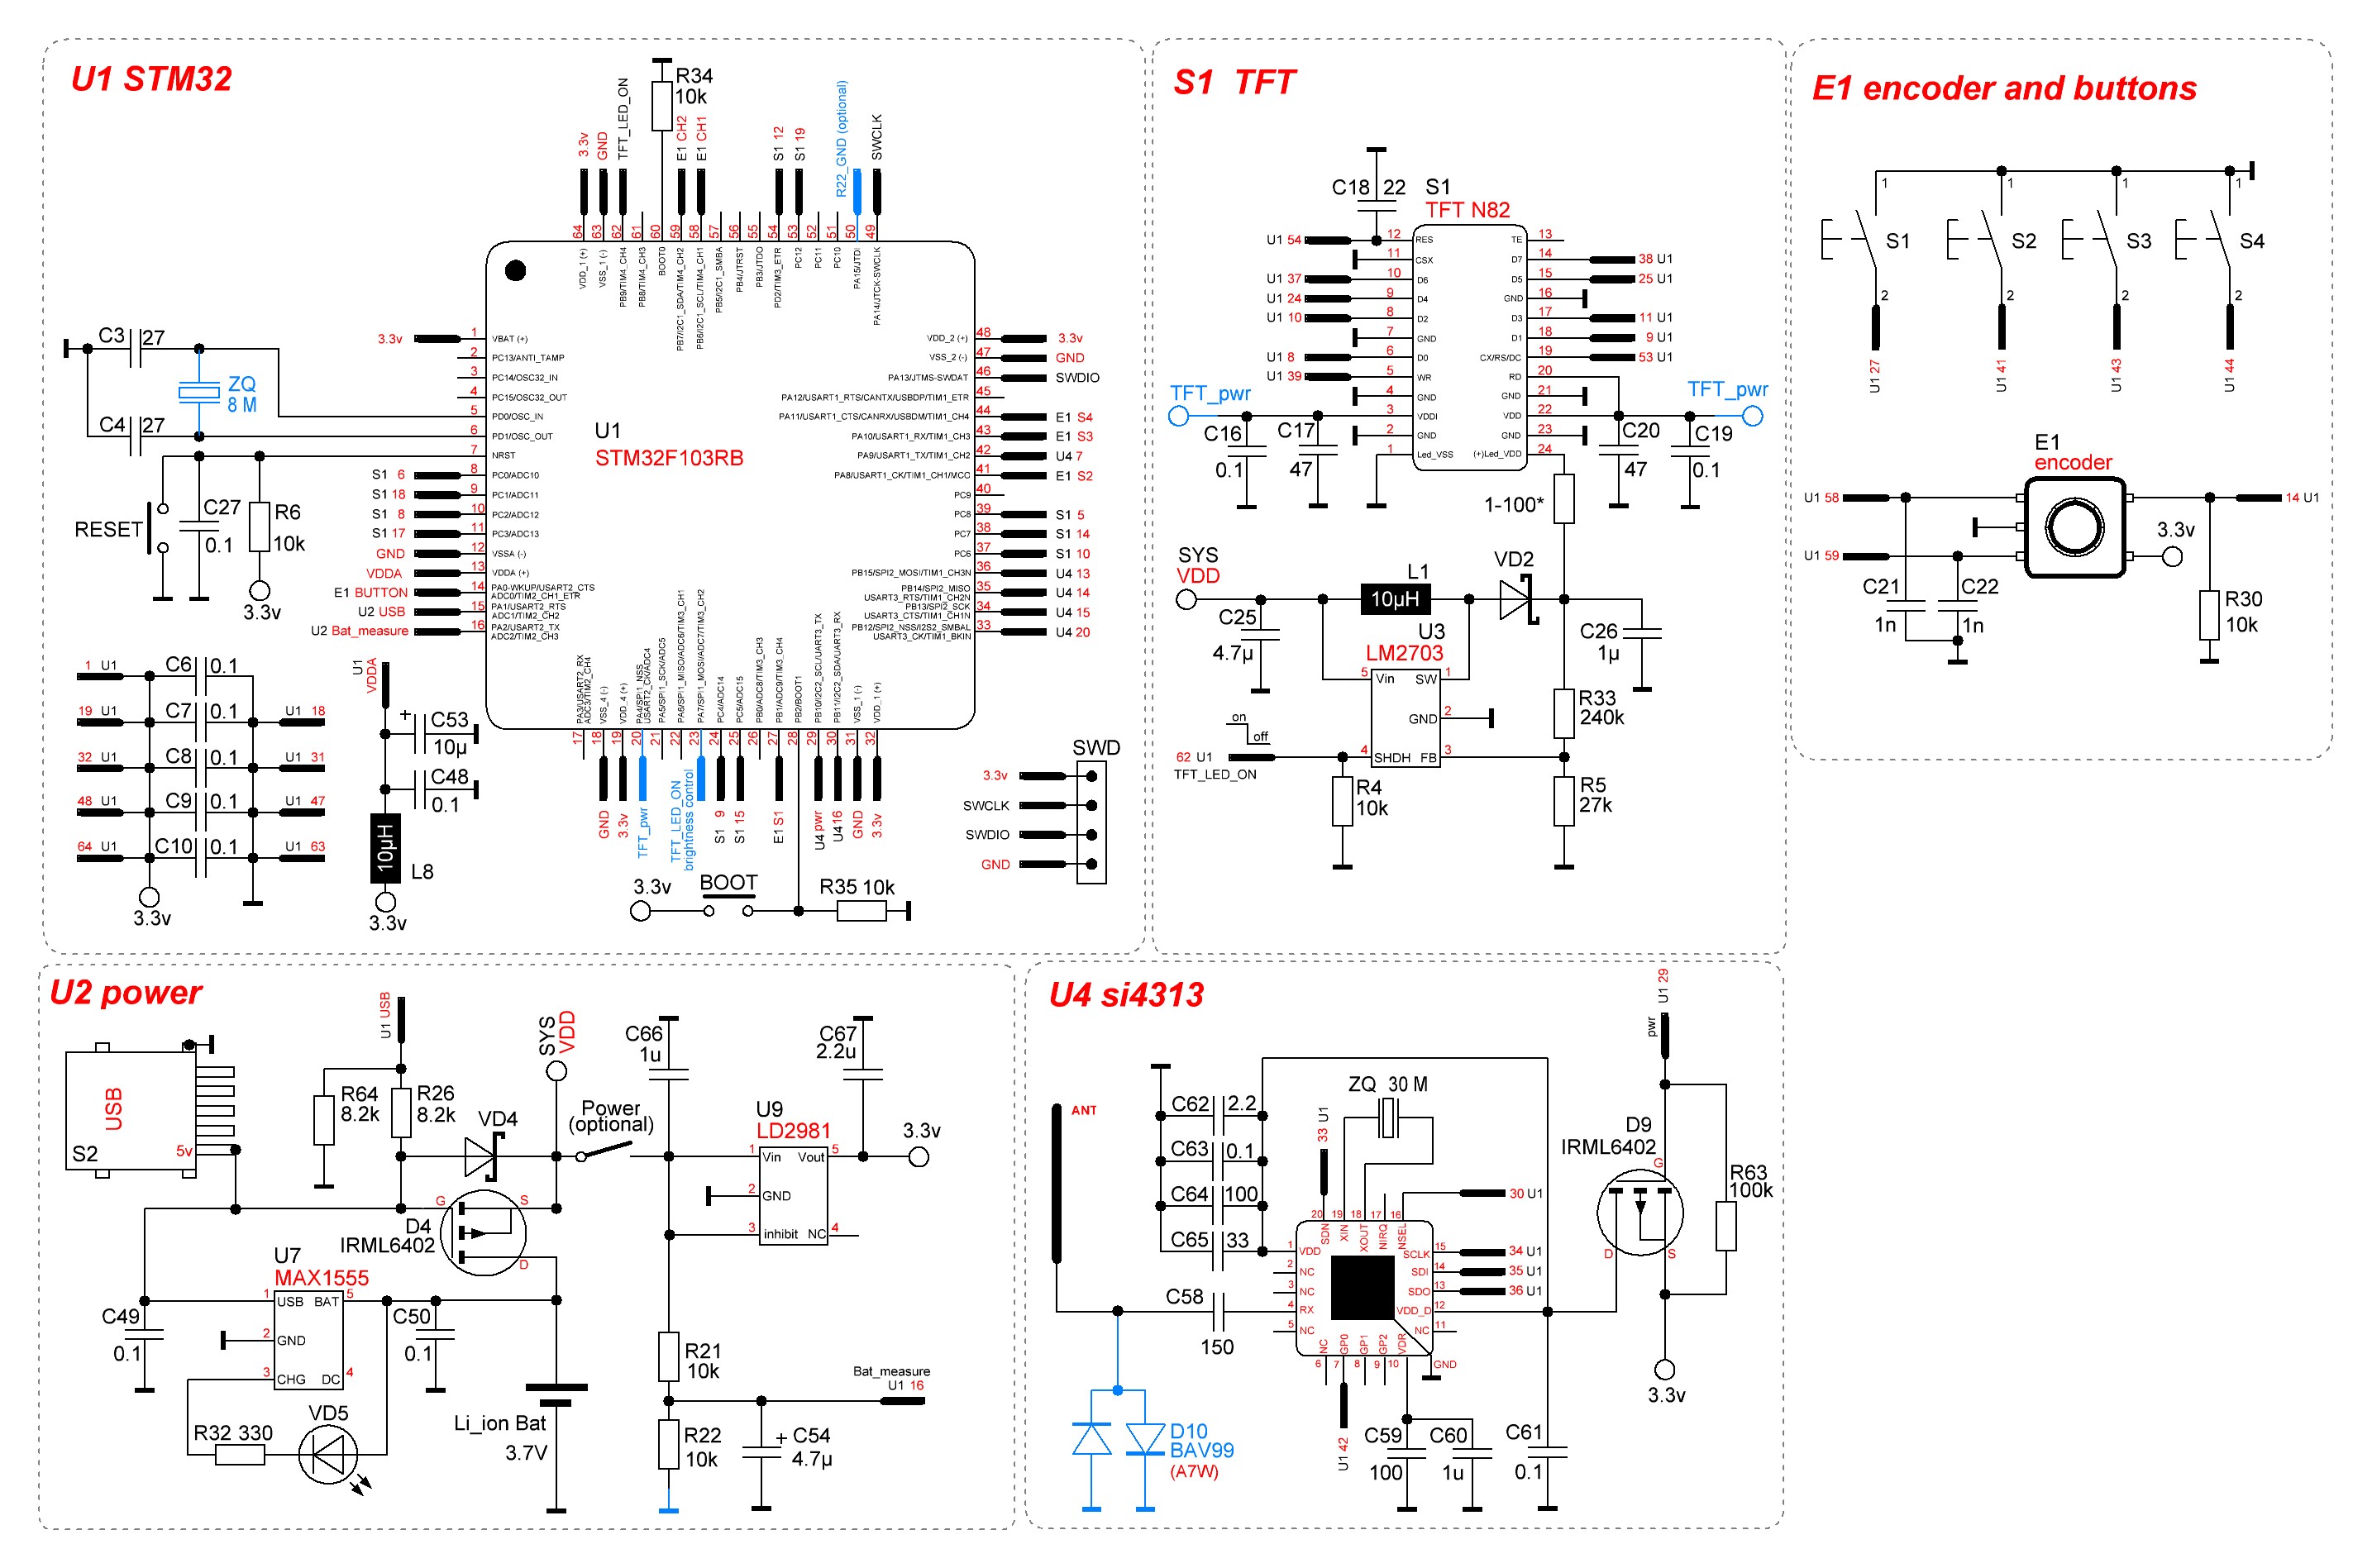 U1 STM32
R34
10k
3.3v
GND
TFT_LED_ON
E1 CH2
E1 CH1
S1 12
S1 19
R22_GND (optional)
SWCLK
64
63
62
61
60
59
58
57
56
55
54
53
52
51
50
49
VDD_1 (+)
VSS_1 (-)
PB9/TIM4_CH4
PB8/TIM4_CH3
BOOT0
PB7/I2C1_SDA/TIM4_CH2
PB6/I2C1_SCL/TIM4_CH1
PB5/I2C1_SMBA
PB4/JTRST
PB3/JTDO
PD2/TIM3_ETR
PC12
PC11
PC10
PA15/JTDI
PA14/JTCK-SWCLK
C3 27
ZQ
8 M
C4 27
RESET
C27
0.1
R6
10k
3.3v
3.3v 1 VBAT (+)
2 PC13/ANTI_TAMP
3 PC14/OSC32_IN
4 PC15/OSC32_OUT
5 PD0/OSC_IN
6 PD1/OSC_OUT
7 NRST
S1 6 8 PC0/ADC10
S1 18 9 PC1/ADC11
S1 8 10 PC2/ADC12
S1 17 11 PC3/ADC13
GND 12 VSSA (-)
VDDA 13 VDDA (+)
E1 BUTTON 14 PA0-WKUP/USART2_CTS
ADC0/TIM2_CH1_ETR
U2 USB 15 PA1/USART2_RTS
ADC1/TIM2_CH2
U2 Bat_measure 16 PA2/USART2_TX
ADC2/TIM2_CH3
U1
STM32F103RB
VDD_2 (+) 48 3.3v
VSS_2 (-) 47 GND
PA13/JTMS-SWDAT 46 SWDIO
PA12/USART1_RTS/CANTX/USBDP/TIM1_ETR 45
PA11/USART1_CTS/CANRX/USBDM/TIM1_CH4 44 E1 S4
PA10/USART1_RX/TIM1_CH3 43 E1 S3
PA9/USART1_TX/TIM1_CH2 42 U4 7
PA8/USART1_CK/TIM1_CH1/MCC 41 E1 S2
PC9 40
PC8 39 S1 5
PC7 38 S1 14
PC6 37 S1 10
PB15/SPI2_MOSI/TIM1_CH3N 36 U4 13
PB14/SPI2_MISO
USART3_RTS/TIM1_CH2N 35 U4 14
PB13/SPI2_SCK
USART3_CTS/TIM1_CH1N 34 U4 15
PB12/SPI2_NSS/I2S2_SMBAL
USART3_CK/TIM1_BKIN 33 U4 20
PA3/USART2_RX
ADC3/TIM2_CH4
VSS_4 (-)
VDD_4 (+)
PA4/SPI1_NSS
USART2_CK/ADC4
PA5/SPI1_SCK/ADC5
PA6/SPI1_MISO/ADC6/TIM3_CH1
PA7/SPI1_MOSI/ADC7/TIM3_CH2
PC4/ADC14
PC5/ADC15
PB0/ADC8/TIM3_CH3
PB1/ADC9/TIM3_CH4
PB2/BOOT1
PB10/I2C2_SCL/UART3_TX
PB11/I2C2_SDA/UART3_RX
VSS_1 (-)
VDD_1 (+)
17
18
19
20
21
22
23
24
25
26
27
28
29
30
31
32
GND
3.3v
TFT_pwr
TFT_LED_ON
brightness control
S1 9
S1 15
E1 S1
U4 pwr
U4 16
GND
3.3v
1 U1 C6 0.1
19 U1 C7 0.1 U1 18
32 U1 C8 0.1 U1 31
48 U1 C9 0.1 U1 47
64 U1 C10 0.1 U1 63
3.3v
U1
VDDA
+ C53
10µ
C48
0.1
10µH
L8
3.3v
3.3v BOOT R35 10k
SWD
3.3v
SWCLK
SWDIO
GND
S1 TFT
C18 22
S1
TFT N82
U1 54 12 RES
11 CSX
U1 37 10 D6
U1 24 9 D4
U1 10 8 D2
7 GND
U1 8 6 D0
U1 39 5 WR
4 GND
3 VDDI
2 GND
1 Led_VSS
TE 13
D7 14 38 U1
D5 15 25 U1
GND 16
D3 17 11 U1
D1 18 9 U1
CX/RS/DC 19 53 U1
RD 20
GND 21
VDD 22
GND 23
(+)Led_VDD 24
TFT_pwr
TFT_pwr
C16
0.1
C17
47
C20
47
C19
0.1
1-100*
SYS
VDD
L1
10µH
VD2
C25
4.7µ
U3
LM2703
C26
1µ
5 Vin SW 1
GND 2
4 SHDH FB 3
on
off
62 U1
TFT_LED_ON
R4
10k
R33
240k
R5
27k
E1 encoder and buttons
1
1
1
1
S1
S2
S3
S4
2
2
2
2
U1 27
U1 41
U1 43
U1 44
E1
encoder
U1 58
14 U1
U1 59
3.3v
C21
1n
C22
1n
R30
10k
U2 power
U1 USB
USB
S2
5v
R64
8.2k
R26
8.2k
VD4
SYS
VDD
Power
(optional)
C66
1u
C67
2.2u
U9
LD2981
1 Vin Vout 5
2 GND
3 inhibit NC 4
3.3v
G
S
D
D4
IRML6402
U7
MAX1555
1 USB BAT 5
2 GND
3 CHG DC 4
C49
0.1
C50
0.1
R32 330
VD5
Li_ion Bat
3.7V
R21
10k
Bat_measure
U1 16
R22
10k
+ C54
4.7µ
U4 si4313
ANT
C62 2.2
C63 0.1
C64 100
C65 33
ZQ 30 M
33 U1
20
19
18
17
16
SDN
XIN
XOUT
NIRQ
NSEL
30 U1
1 VDD
2 NC
3 NC
4 RX
5 NC
SCLK 15 34 U1
SDI 14 35 U1
SDO 13 36 U1
VDD_D 12
NC 11
NC
GP0
GP1
GP2
VDR
GND
6
7
8
9
10
U1 42
C58
150
D10
BAV99
(A7W)
C59
100
C60
1u
C61
0.1
U1 29
pwr
D9
IRML6402
G
D
S
R63
100k
3.3v